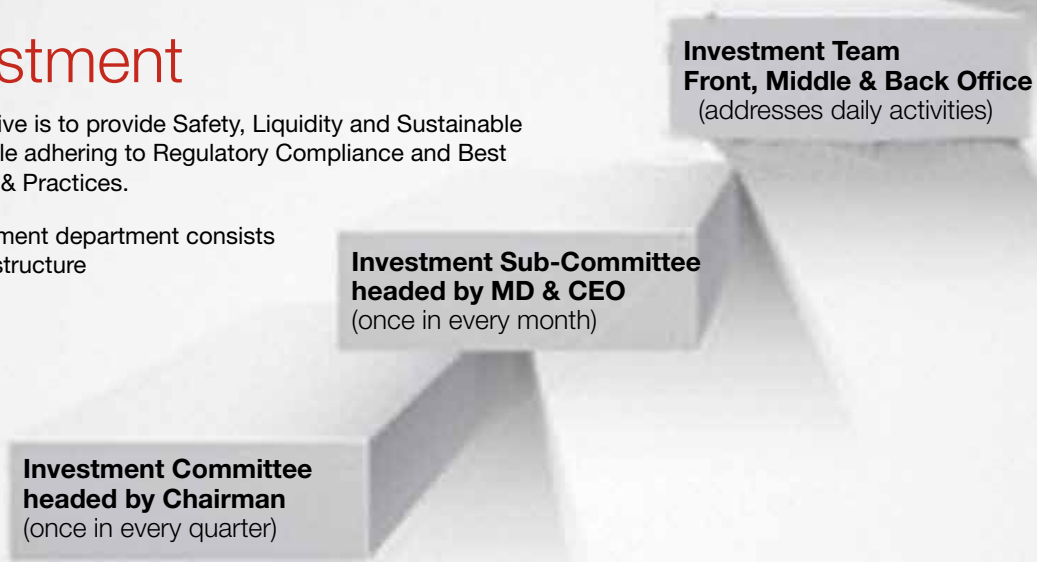 stment
ive is to provide Safety, Liquidity and Sustainable
le adhering to Regulatory Compliance and Best
& Practices.
ment department consists
structure
Investment Team
Front, Middle & Back Office
(addresses daily activities)
Investment Sub-Committee
headed by MD & CEO
(once in every month)
Investment Committee
headed by Chairman
(once in every quarter)